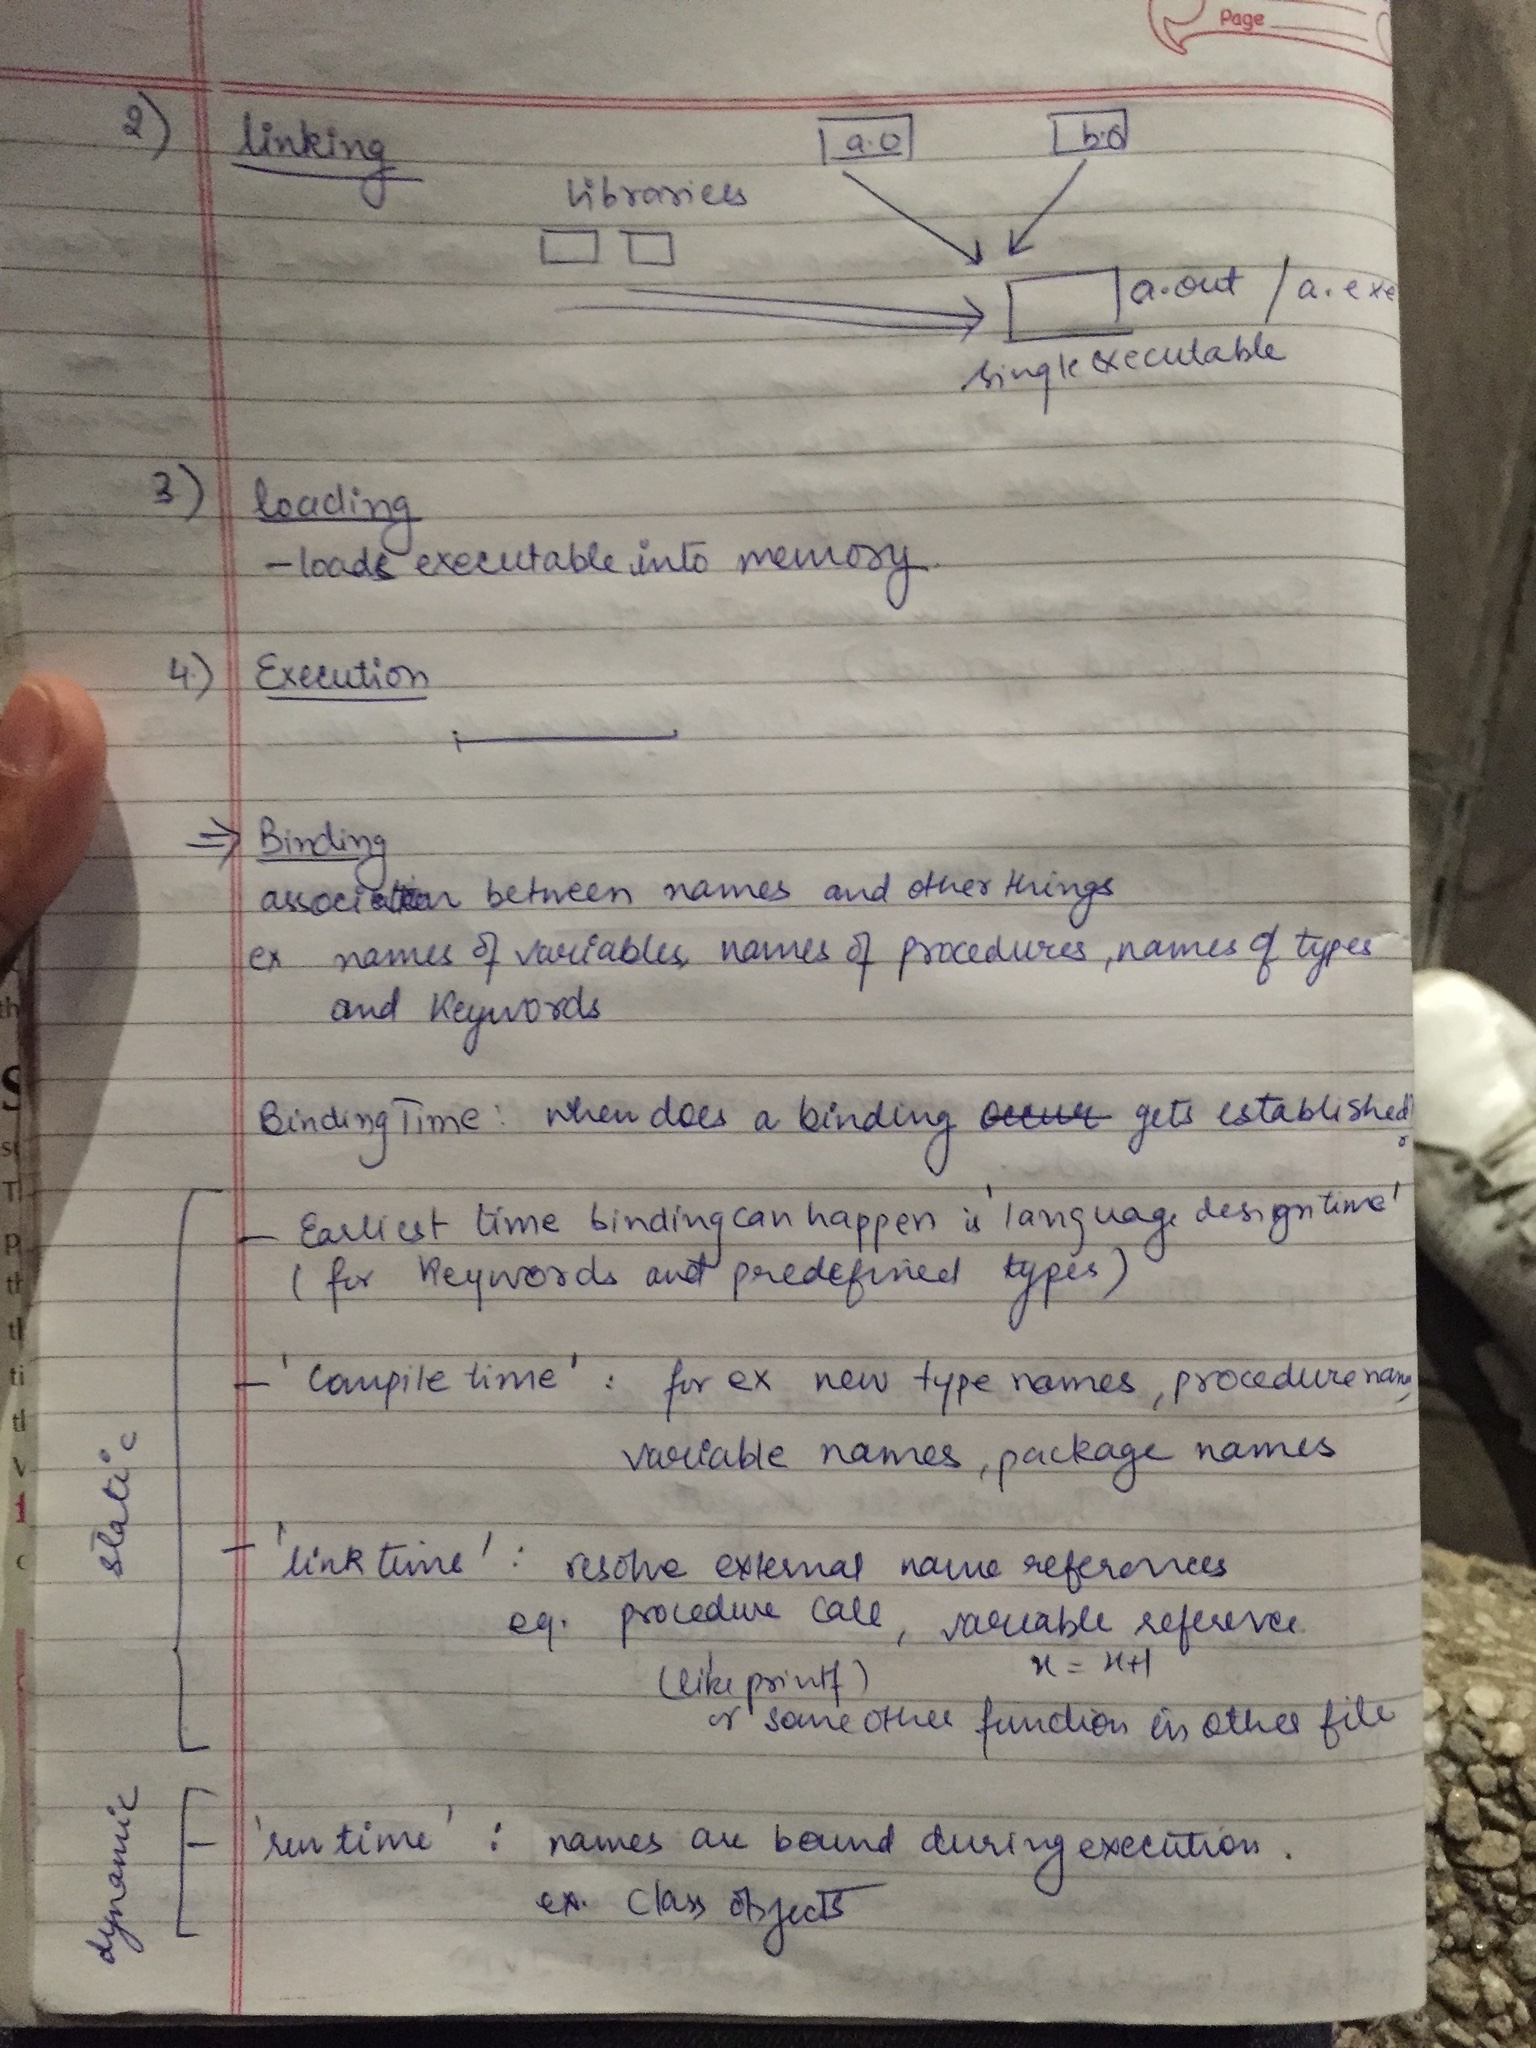 Page
2) linking
a.o
b.o
libraries
a.out / a.exe
single executable
3) loading
- loads executable into memory.
4.) Execution
⇒ Binding
association between names and other things
ex names of variables, names of procedures, names of types
and Keywords
Binding Time: when does a binding occur gets established?
- Earliest time binding can happen is 'language design time'
( for Keywords and predefined types)
- 'Compile time' : for ex new type names, procedure name,
variable names, package names
static
- 'link time' : resolve external name references
eg. procedure call, variable reference
(like printf) x = x+1
or some other function in other file
dynamic
- 'run time' : names are bound during execution.
ex. Class objects